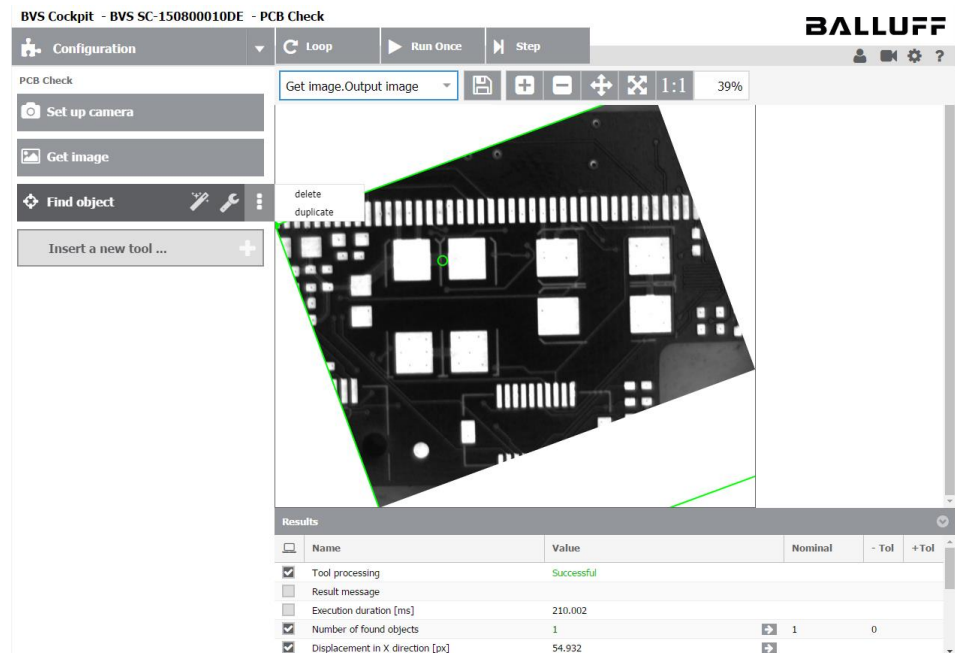 BVS Cockpit - BVS SC-150800010DE - PCB Check
BALLUFF
Configuration
Loop
Run Once
Step
?
PCB Check
Get image.Output image
1:1
39%
Set up camera
Get image
Find object
delete
duplicate
Insert a new tool ...
Results
Name Value Nominal - Tol +Tol
Tool processing Successful
Result message
Execution duration [ms] 210.002
Number of found objects 1 1 0
Displacement in X direction [px] 54.932